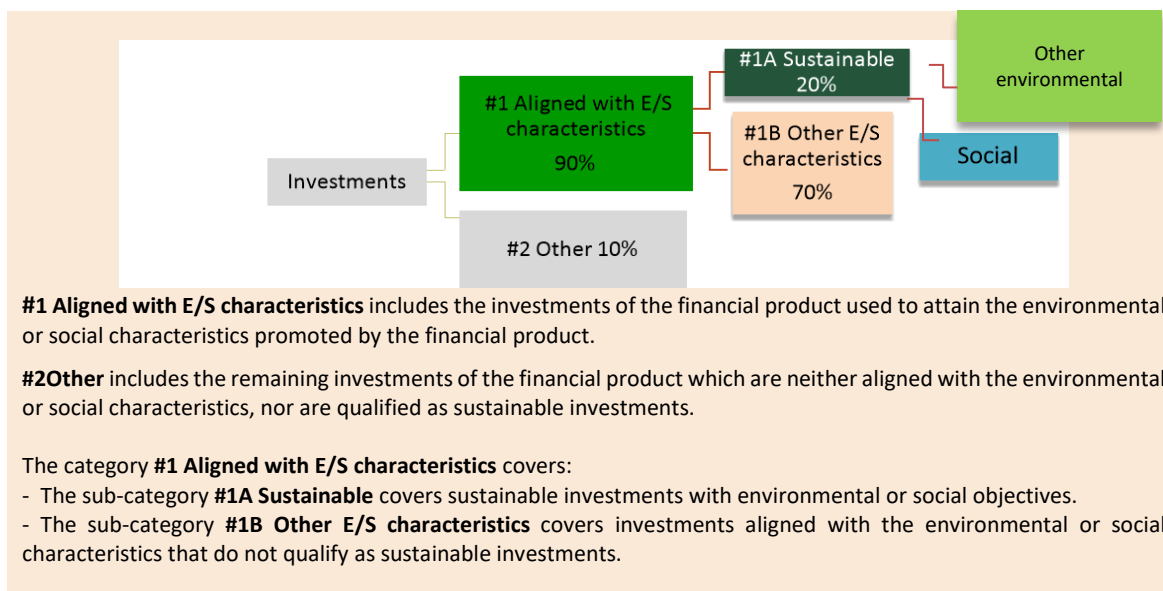 Other
environmental
#1A Sustainable
20%
#1 Aligned with E/S
characteristics
90%
#1B Other E/S
characteristics
70%
Social
Investments
#2 Other 10%
#1 Aligned with E/S characteristics includes the investments of the financial product used to attain the environmental
or social characteristics promoted by the financial product.
#2Other includes the remaining investments of the financial product which are neither aligned with the environmental
or social characteristics, nor are qualified as sustainable investments.
The category #1 Aligned with E/S characteristics covers:
- The sub-category #1A Sustainable covers sustainable investments with environmental or social objectives.
- The sub-category #1B Other E/S characteristics covers investments aligned with the environmental or social
characteristics that do not qualify as sustainable investments.